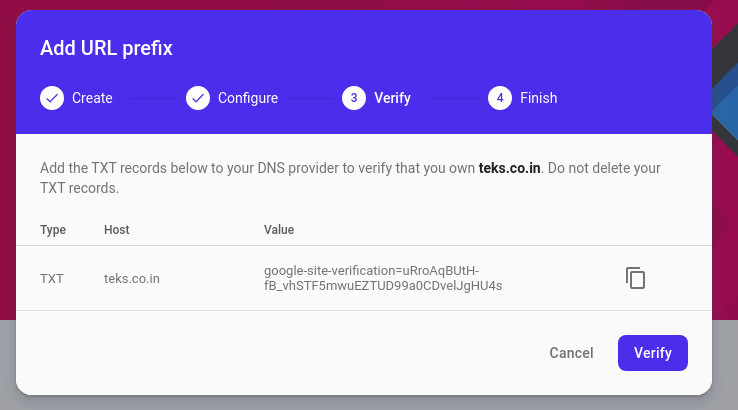 Add URL prefix
Create
Configure
3 Verify
4 Finish
Add the TXT records below to your DNS provider to verify that you own teks.co.in. Do not delete your
TXT records.
Type Host Value
TXT teks.co.in google-site-verification=uRroAqBUtH-
fB_vhSTF5mwuEZTUD99a0CDvelJgHU4s
Cancel Verify